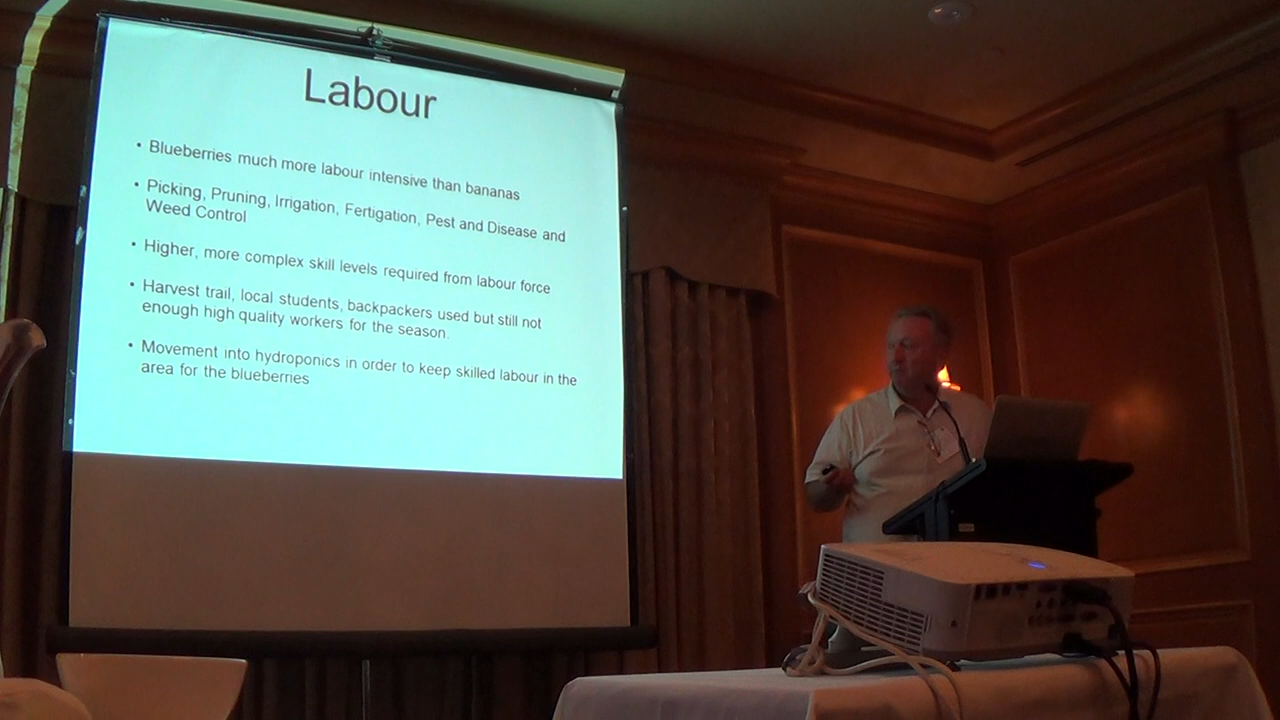 Labour
• Blueberries much more labour intensive than bananas
• Picking, Pruning, Irrigation, Fertigation, Pest and Disease and
Weed Control
• Higher, more complex skill levels required from labour force
• Harvest trail, local students, backpackers used but still not
enough high quality workers for the season.
• Movement into hydroponics in order to keep skilled labour in the
area for the blueberries